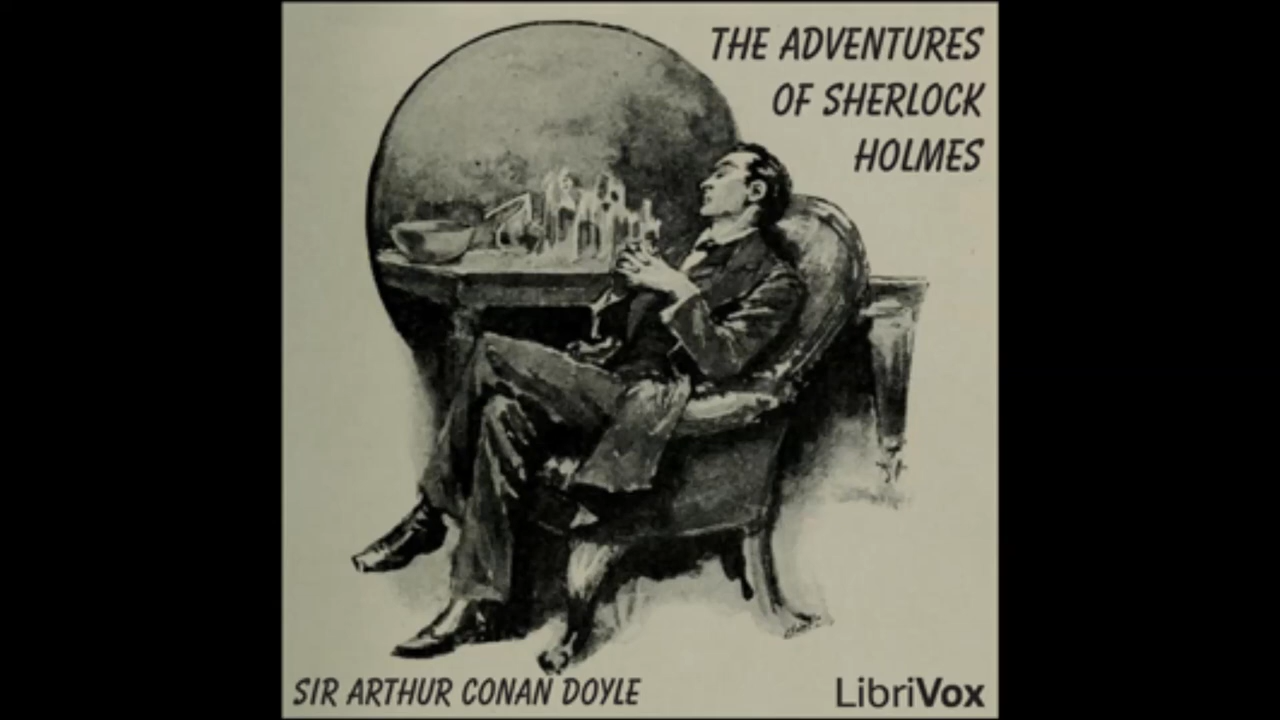 THE ADVENTURES
OF SHERLOCK
HOLMES
SIR ARTHUR CONAN DOYLE
LibriVox